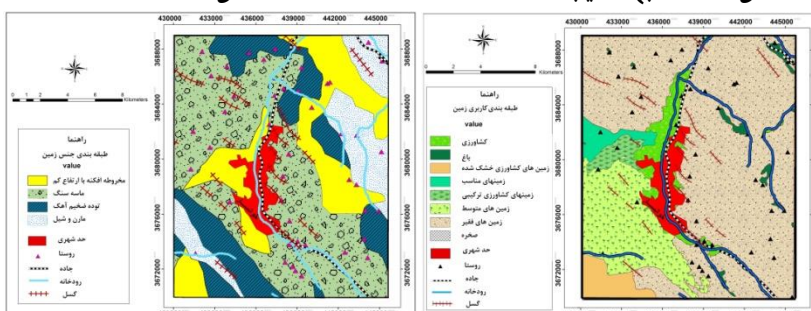 430000 433000 436000 439000 442000 445000
3688000
3684000
3680000
3676000
3672000
0 2 4 8
Kilometers
راهنما
طبقه بندی جنس زمین
value
مخروطه افکنه با ارتفاع کم
ماسه سنگ
توده ضخیم آهک
مارن و شیل
حد شهری
روستا
جاده
رودخانه
گسل
430000 433000 436000 439000 442000 445000
3688000
3684000
3680000
3676000
3672000
0 2 4 8
Kilometers
راهنما
طبقه بندی کاربری زمین
value
کشاورزی
باغ
زمین های کشاورزی خشک شده
زمینهای مناسب
زمینهای کشاورزی ترکیبی
زمین های متوسط
زمین های فقیر
صخره
حد شهری
روستا
جاده
رودخانه
گسل